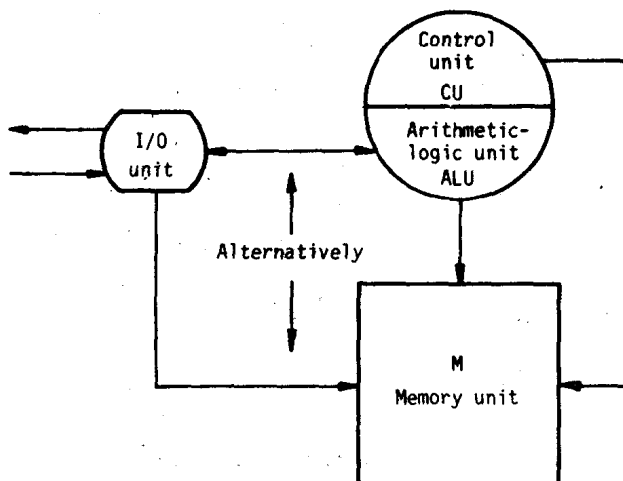 Control
unit
CU
I/O
unit
Arithmetic-
logic unit
ALU
Alternatively
M
Memory unit